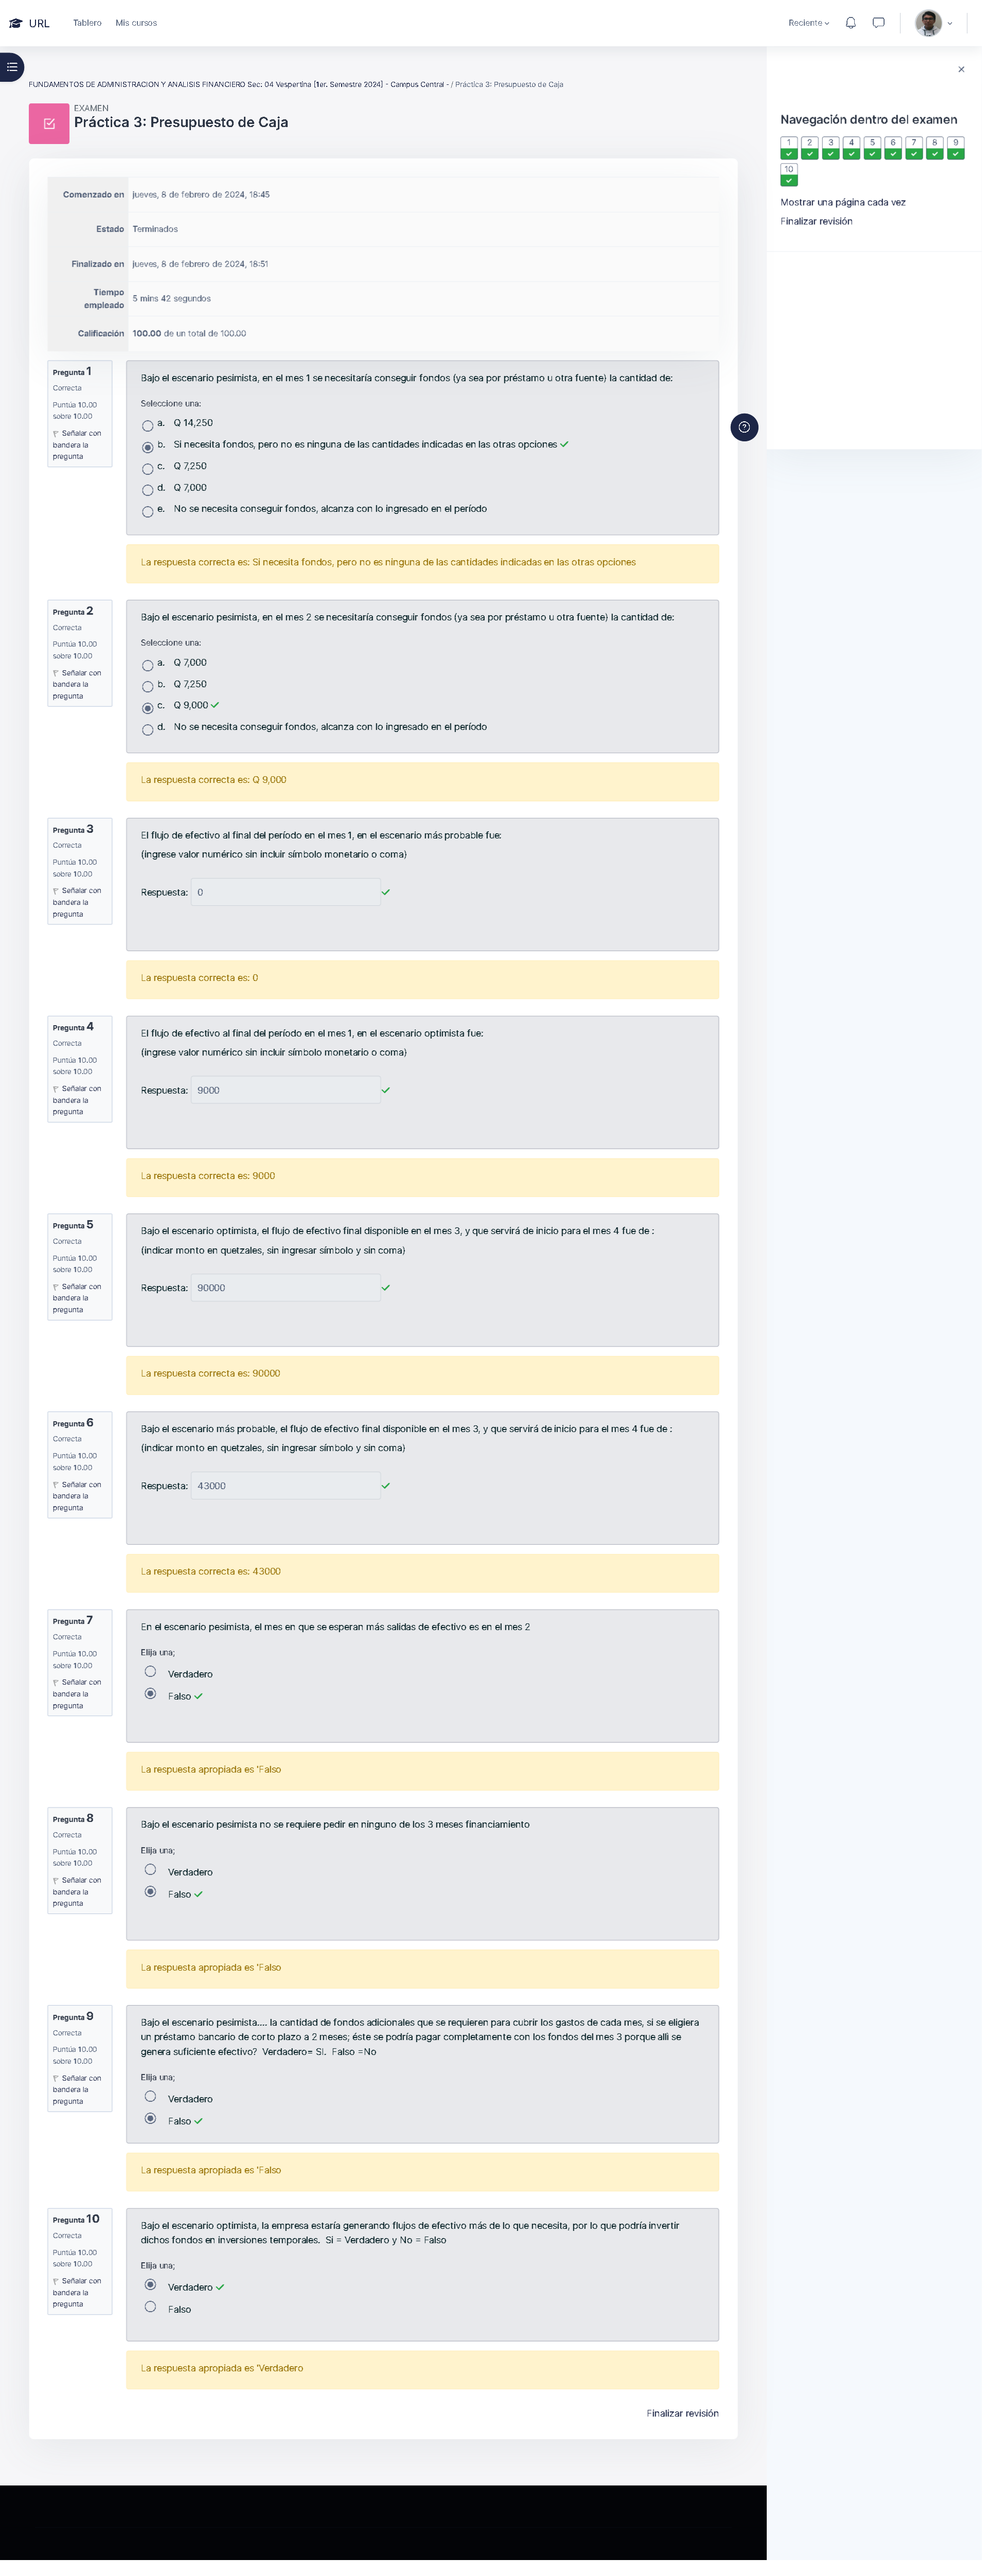 URL Tablero Mis cursos Reciente
FUNDAMENTOS DE ADMINISTRACION Y ANALISIS FINANCIERO Sec: 04 Vespertina [1er. Semestre 2024] - Campus Central - / Práctica 3: Presupuesto de Caja
EXAMEN
Práctica 3: Presupuesto de Caja
Navegación dentro del examen
1 2 3 4 5 6 7 8 9
10
Mostrar una página cada vez
Finalizar revisión
Comenzado en jueves, 8 de febrero de 2024, 18:45
Estado Terminados
Finalizado en jueves, 8 de febrero de 2024, 18:51
Tiempo
empleado
5 mins 42 segundos
Calificación 100.00 de un total de 100.00
Pregunta 1
Correcta
Puntúa 10.00
sobre 10.00
Señalar con
bandera la
pregunta
Bajo el escenario pesimista, en el mes 1 se necesitaría conseguir fondos (ya sea por préstamo u otra fuente) la cantidad de:
Seleccione una:
a. Q 14,250
b. Si necesita fondos, pero no es ninguna de las cantidades indicadas en las otras opciones
c. Q 7,250
d. Q 7,000
e. No se necesita conseguir fondos, alcanza con lo ingresado en el período
La respuesta correcta es: Si necesita fondos, pero no es ninguna de las cantidades indicadas en las otras opciones
Pregunta 2
Correcta
Puntúa 10.00
sobre 10.00
Señalar con
bandera la
pregunta
Bajo el escenario pesimista, en el mes 2 se necesitaría conseguir fondos (ya sea por préstamo u otra fuente) la cantidad de:
Seleccione una:
a. Q 7,000
b. Q 7,250
c. Q 9,000
d. No se necesita conseguir fondos, alcanza con lo ingresado en el período
La respuesta correcta es: Q 9,000
Pregunta 3
Correcta
Puntúa 10.00
sobre 10.00
Señalar con
bandera la
pregunta
El flujo de efectivo al final del período en el mes 1, en el escenario más probable fue:
(ingrese valor numérico sin incluir símbolo monetario o coma)
Respuesta: 0
La respuesta correcta es: 0
Pregunta 4
Correcta
Puntúa 10.00
sobre 10.00
Señalar con
bandera la
pregunta
El flujo de efectivo al final del período en el mes 1, en el escenario optimista fue:
(ingrese valor numérico sin incluir símbolo monetario o coma)
Respuesta: 9000
La respuesta correcta es: 9000
Pregunta 5
Correcta
Puntúa 10.00
sobre 10.00
Señalar con
bandera la
pregunta
Bajo el escenario optimista, el flujo de efectivo final disponible en el mes 3, y que servirá de inicio para el mes 4 fue de :
(indicar monto en quetzales, sin ingresar símbolo y sin coma)
Respuesta: 90000
La respuesta correcta es: 90000
Pregunta 6
Correcta
Puntúa 10.00
sobre 10.00
Señalar con
bandera la
pregunta
Bajo el escenario más probable, el flujo de efectivo final disponible en el mes 3, y que servirá de inicio para el mes 4 fue de :
(indicar monto en quetzales, sin ingresar símbolo y sin coma)
Respuesta: 43000
La respuesta correcta es: 43000
Pregunta 7
Correcta
Puntúa 10.00
sobre 10.00
Señalar con
bandera la
pregunta
En el escenario pesimista, el mes en que se esperan más salidas de efectivo es en el mes 2
Elija una;
Verdadero
Falso
La respuesta apropiada es 'Falso
Pregunta 8
Correcta
Puntúa 10.00
sobre 10.00
Señalar con
bandera la
pregunta
Bajo el escenario pesimista no se requiere pedir en ninguno de los 3 meses financiamiento
Elija una;
Verdadero
Falso
La respuesta apropiada es 'Falso
Pregunta 9
Correcta
Puntúa 10.00
sobre 10.00
Señalar con
bandera la
pregunta
Bajo el escenario pesimista.... la cantidad de fondos adicionales que se requieren para cubrir los gastos de cada mes, si se eligiera
un préstamo bancario de corto plazo a 2 meses; éste se podría pagar completamente con los fondos del mes 3 porque alli se
genera suficiente efectivo? Verdadero= SI. Falso =No
Elija una;
Verdadero
Falso
La respuesta apropiada es 'Falso
Pregunta 10
Correcta
Puntúa 10.00
sobre 10.00
Señalar con
bandera la
pregunta
Bajo el escenario optimista, la empresa estaría generando flujos de efectivo más de lo que necesita, por lo que podría invertir
dichos fondos en inversiones temporales. Si = Verdadero y No = Falso
Elija una;
Verdadero
Falso
La respuesta apropiada es 'Verdadero
Finalizar revisión